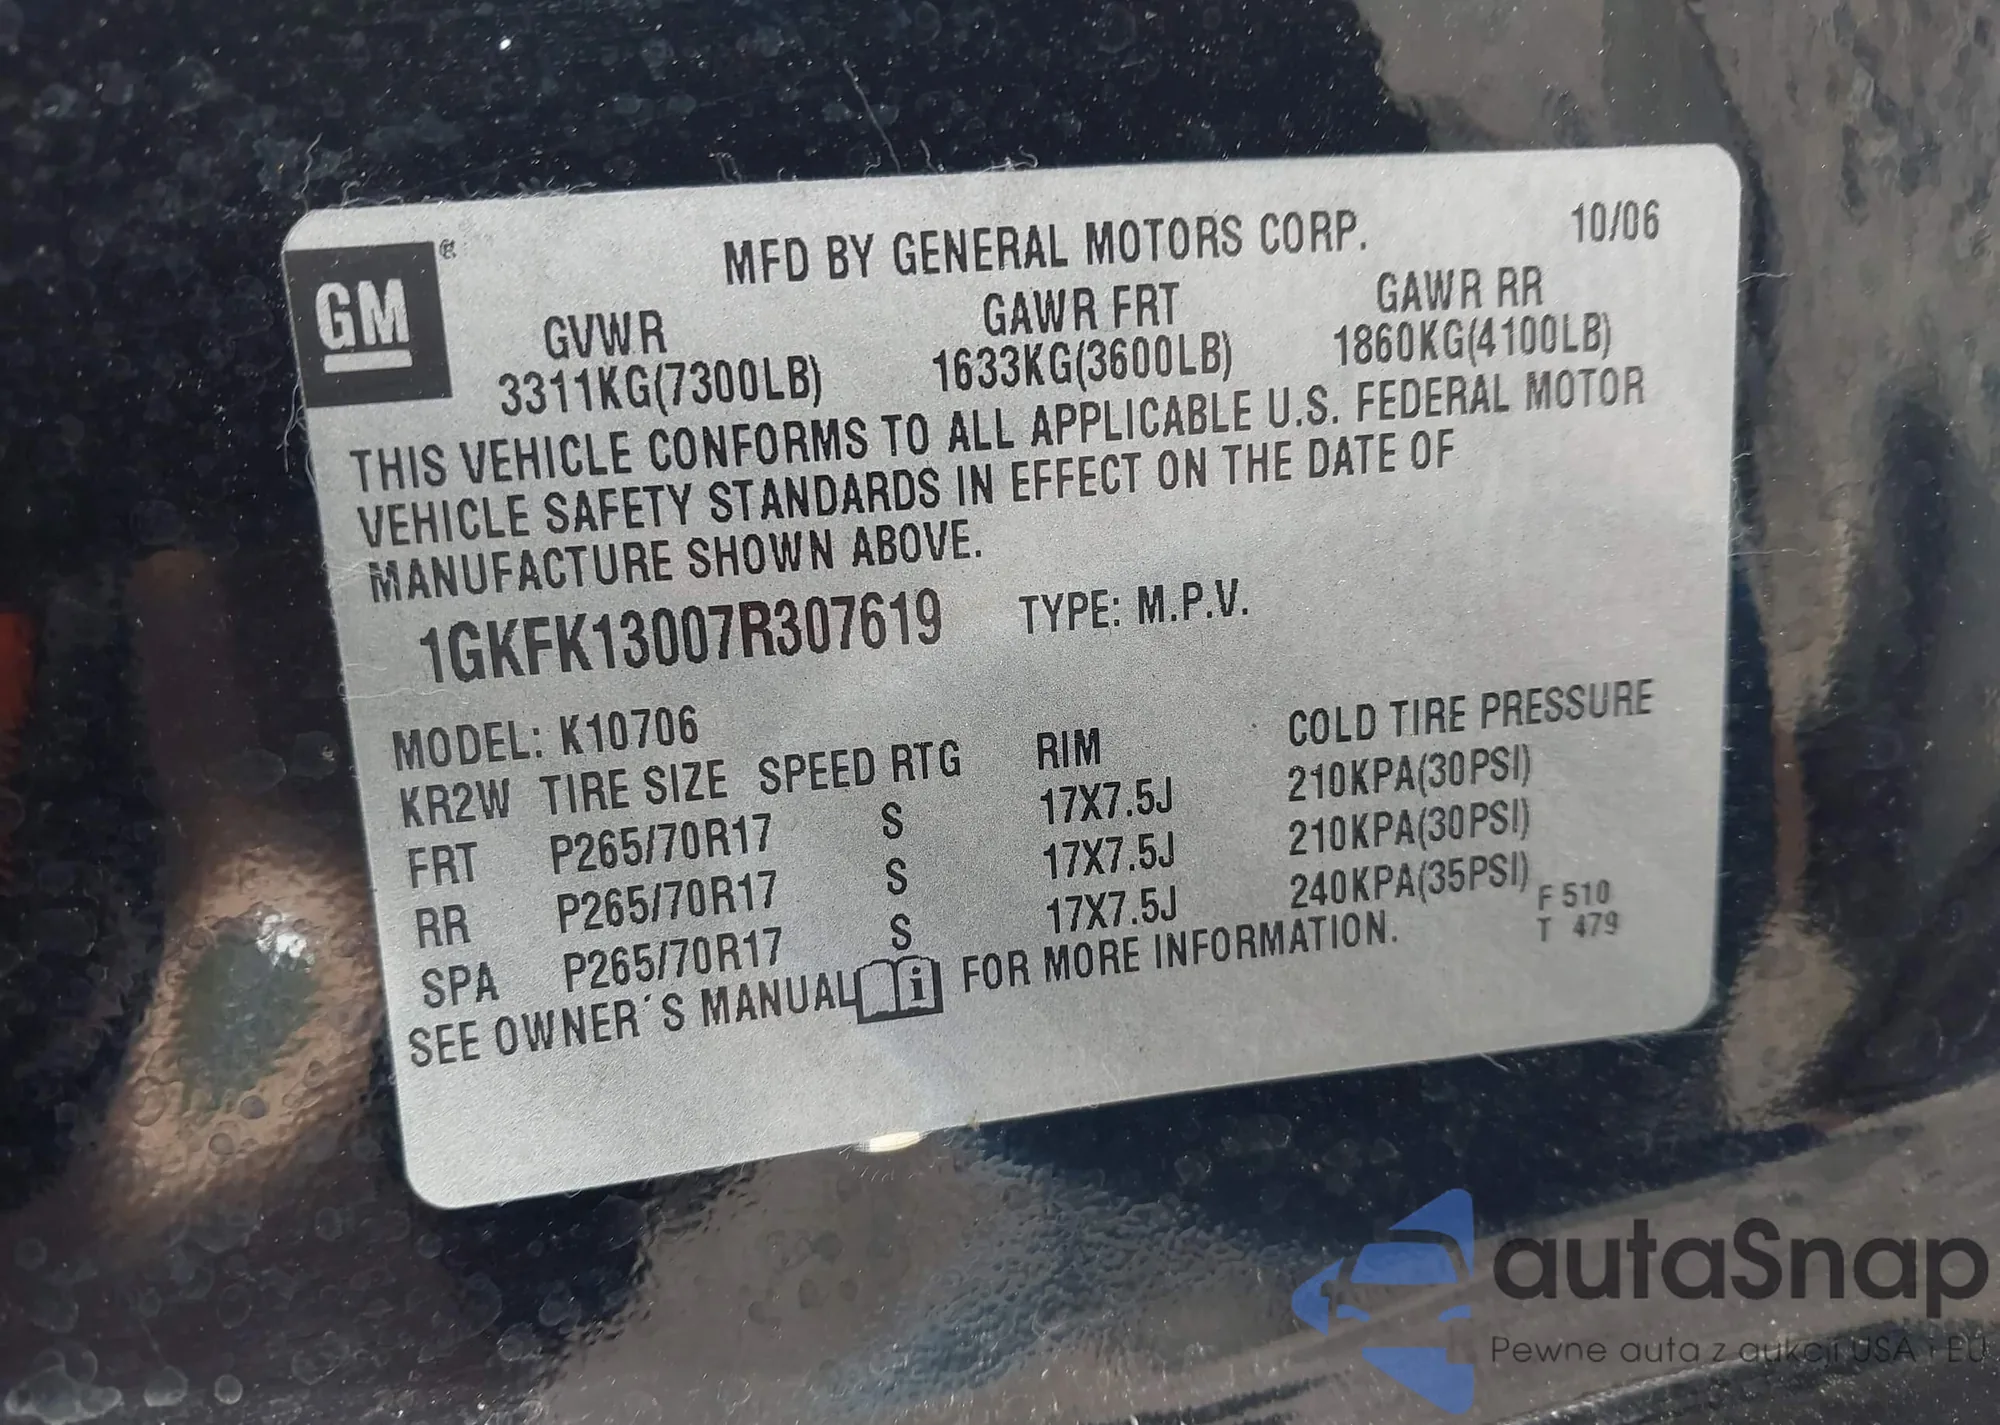 GM
MFD BY GENERAL MOTORS CORP. 10/06
GVWR GAWR FRT GAWR RR
3311KG(7300LB) 1633KG(3600LB) 1860KG(4100LB)
THIS VEHICLE CONFORMS TO ALL APPLICABLE U.S. FEDERAL MOTOR
VEHICLE SAFETY STANDARDS IN EFFECT ON THE DATE OF
MANUFACTURE SHOWN ABOVE.
1GKFK13007R307619 TYPE: M.P.V.
MODEL: K10706
KR2W TIRE SIZE SPEED RTG RIM COLD TIRE PRESSURE
FRT P265/70R17 S 17X7.5J 210KPA(30PSI)
RR P265/70R17 S 17X7.5J 210KPA(30PSI)
SPA P265/70R17 S 17X7.5J 240KPA(35PSI)
SEE OWNER´S MANUAL i FOR MORE INFORMATION.
F 510
T 479
autaSnap
Pewne auta z aukcji USA i EU